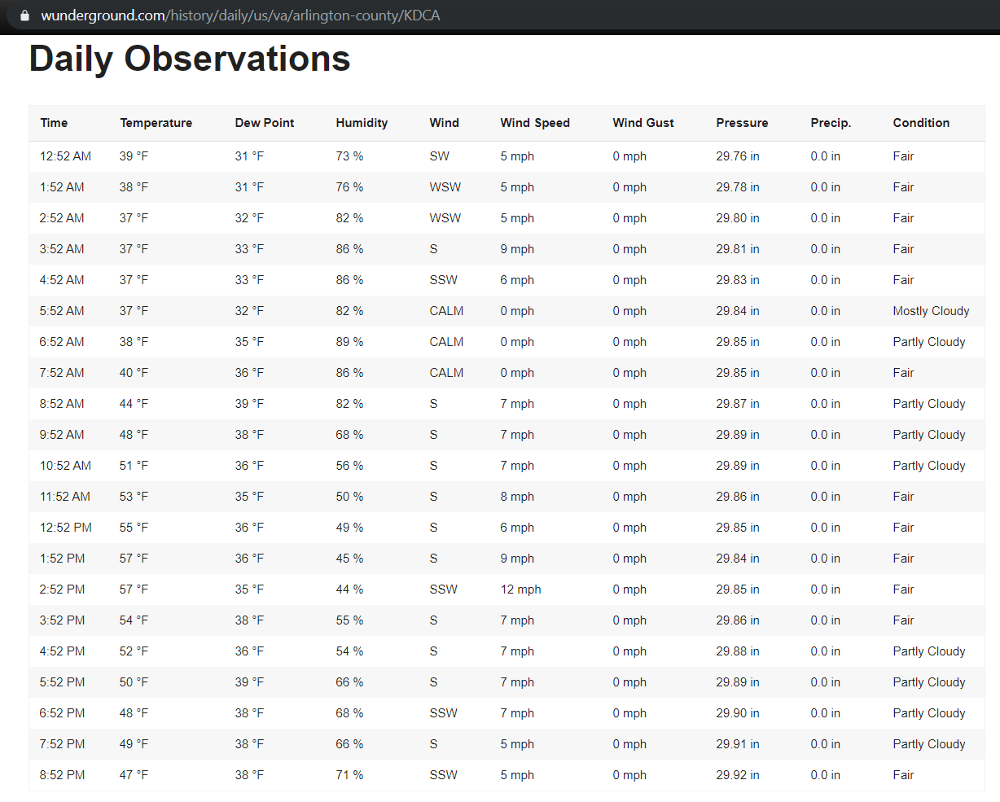 wunderground.com/history/daily/us/va/arlington-county/KDCA
Daily Observations
Time Temperature Dew Point Humidity Wind Wind Speed Wind Gust Pressure Precip. Condition
12:52 AM 39 °F 31 °F 73 % SW 5 mph 0 mph 29.76 in 0.0 in Fair
1:52 AM 38 °F 31 °F 76 % WSW 5 mph 0 mph 29.78 in 0.0 in Fair
2:52 AM 37 °F 32 °F 82 % WSW 5 mph 0 mph 29.80 in 0.0 in Fair
3:52 AM 37 °F 33 °F 86 % S 9 mph 0 mph 29.81 in 0.0 in Fair
4:52 AM 37 °F 33 °F 86 % SSW 6 mph 0 mph 29.83 in 0.0 in Fair
5:52 AM 37 °F 32 °F 82 % CALM 0 mph 0 mph 29.84 in 0.0 in Mostly Cloudy
6:52 AM 38 °F 35 °F 89 % CALM 0 mph 0 mph 29.85 in 0.0 in Partly Cloudy
7:52 AM 40 °F 36 °F 86 % CALM 0 mph 0 mph 29.85 in 0.0 in Fair
8:52 AM 44 °F 39 °F 82 % S 7 mph 0 mph 29.87 in 0.0 in Partly Cloudy
9:52 AM 48 °F 38 °F 68 % S 7 mph 0 mph 29.89 in 0.0 in Partly Cloudy
10:52 AM 51 °F 36 °F 56 % S 7 mph 0 mph 29.89 in 0.0 in Partly Cloudy
11:52 AM 53 °F 35 °F 50 % S 8 mph 0 mph 29.86 in 0.0 in Fair
12:52 PM 55 °F 36 °F 49 % S 6 mph 0 mph 29.85 in 0.0 in Fair
1:52 PM 57 °F 36 °F 45 % S 9 mph 0 mph 29.84 in 0.0 in Fair
2:52 PM 57 °F 35 °F 44 % SSW 12 mph 0 mph 29.85 in 0.0 in Fair
3:52 PM 54 °F 38 °F 55 % S 7 mph 0 mph 29.86 in 0.0 in Fair
4:52 PM 52 °F 36 °F 54 % S 7 mph 0 mph 29.88 in 0.0 in Partly Cloudy
5:52 PM 50 °F 39 °F 66 % S 7 mph 0 mph 29.89 in 0.0 in Partly Cloudy
6:52 PM 48 °F 38 °F 68 % SSW 7 mph 0 mph 29.90 in 0.0 in Partly Cloudy
7:52 PM 49 °F 38 °F 66 % S 5 mph 0 mph 29.91 in 0.0 in Partly Cloudy
8:52 PM 47 °F 38 °F 71 % SSW 5 mph 0 mph 29.92 in 0.0 in Fair